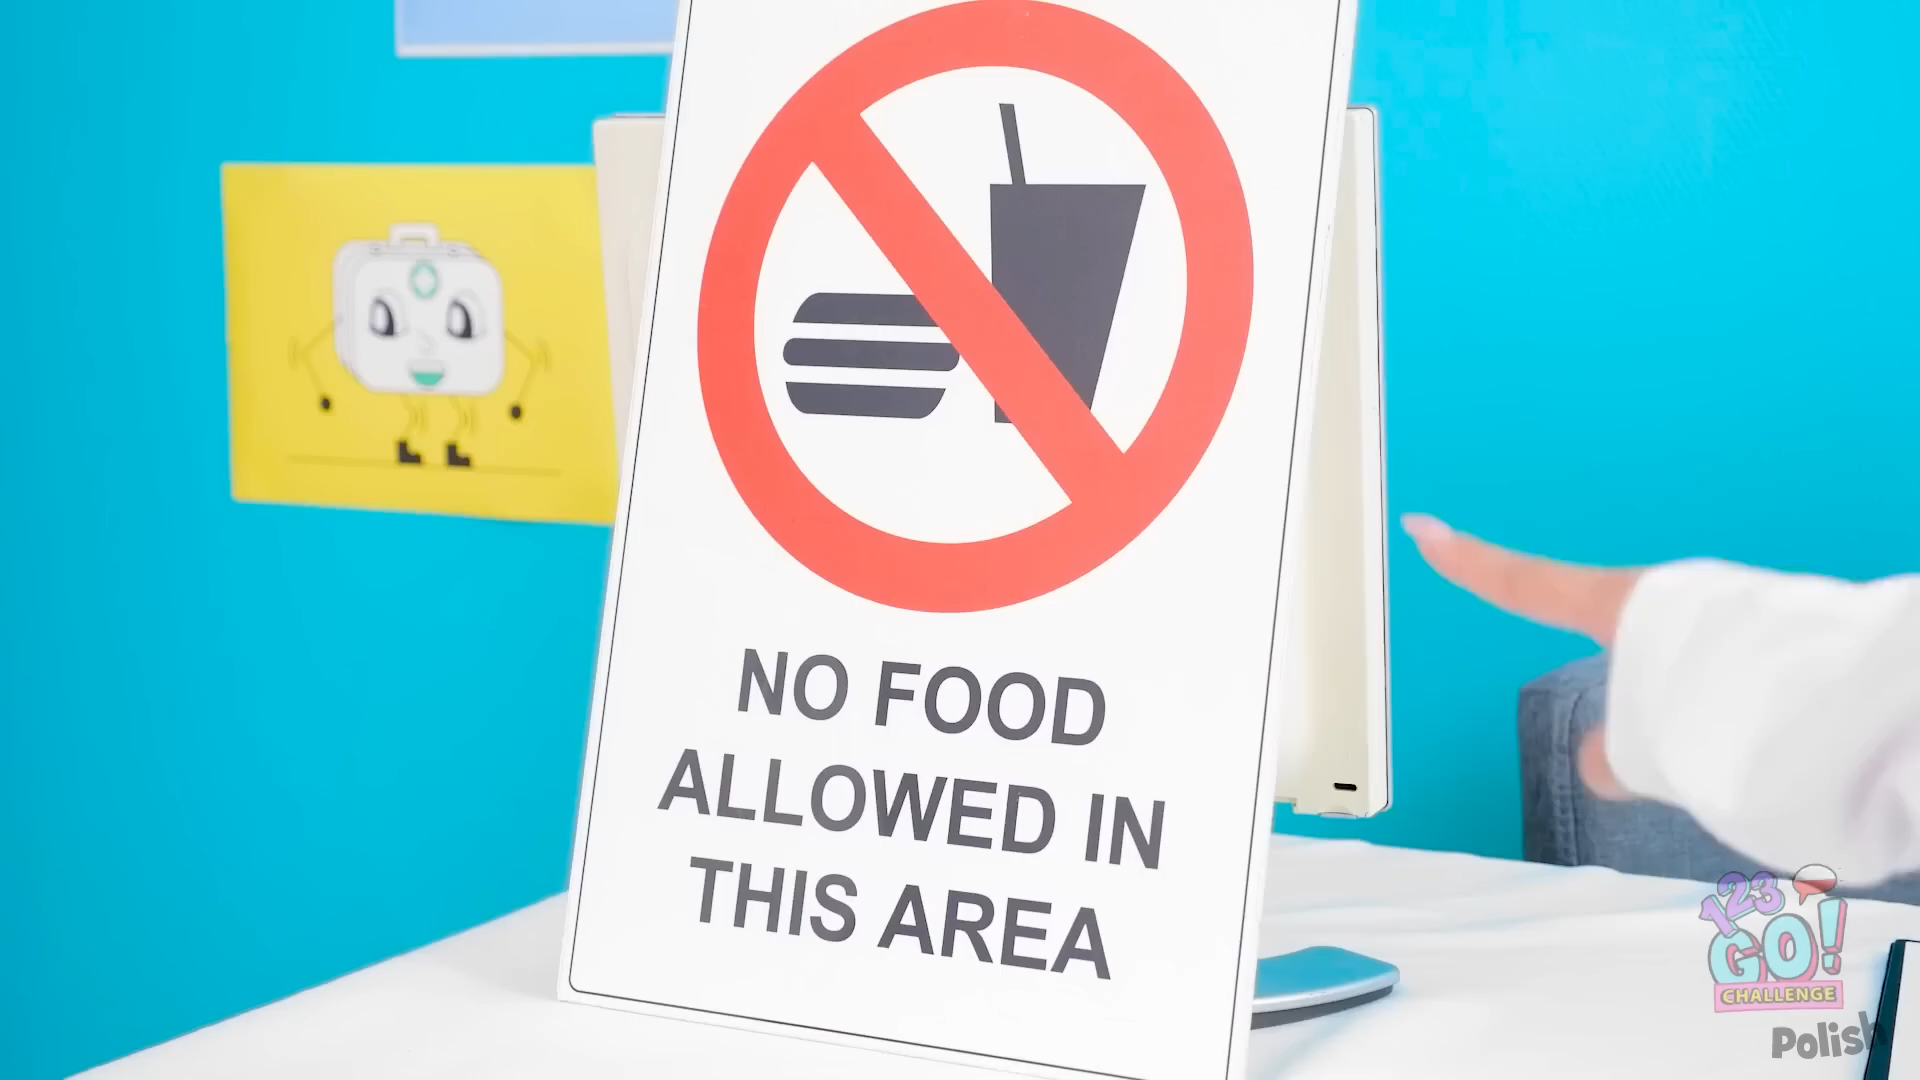 NO FOOD
ALLOWED IN
THIS AREA
123
GO!
CHALLENGE
Polish